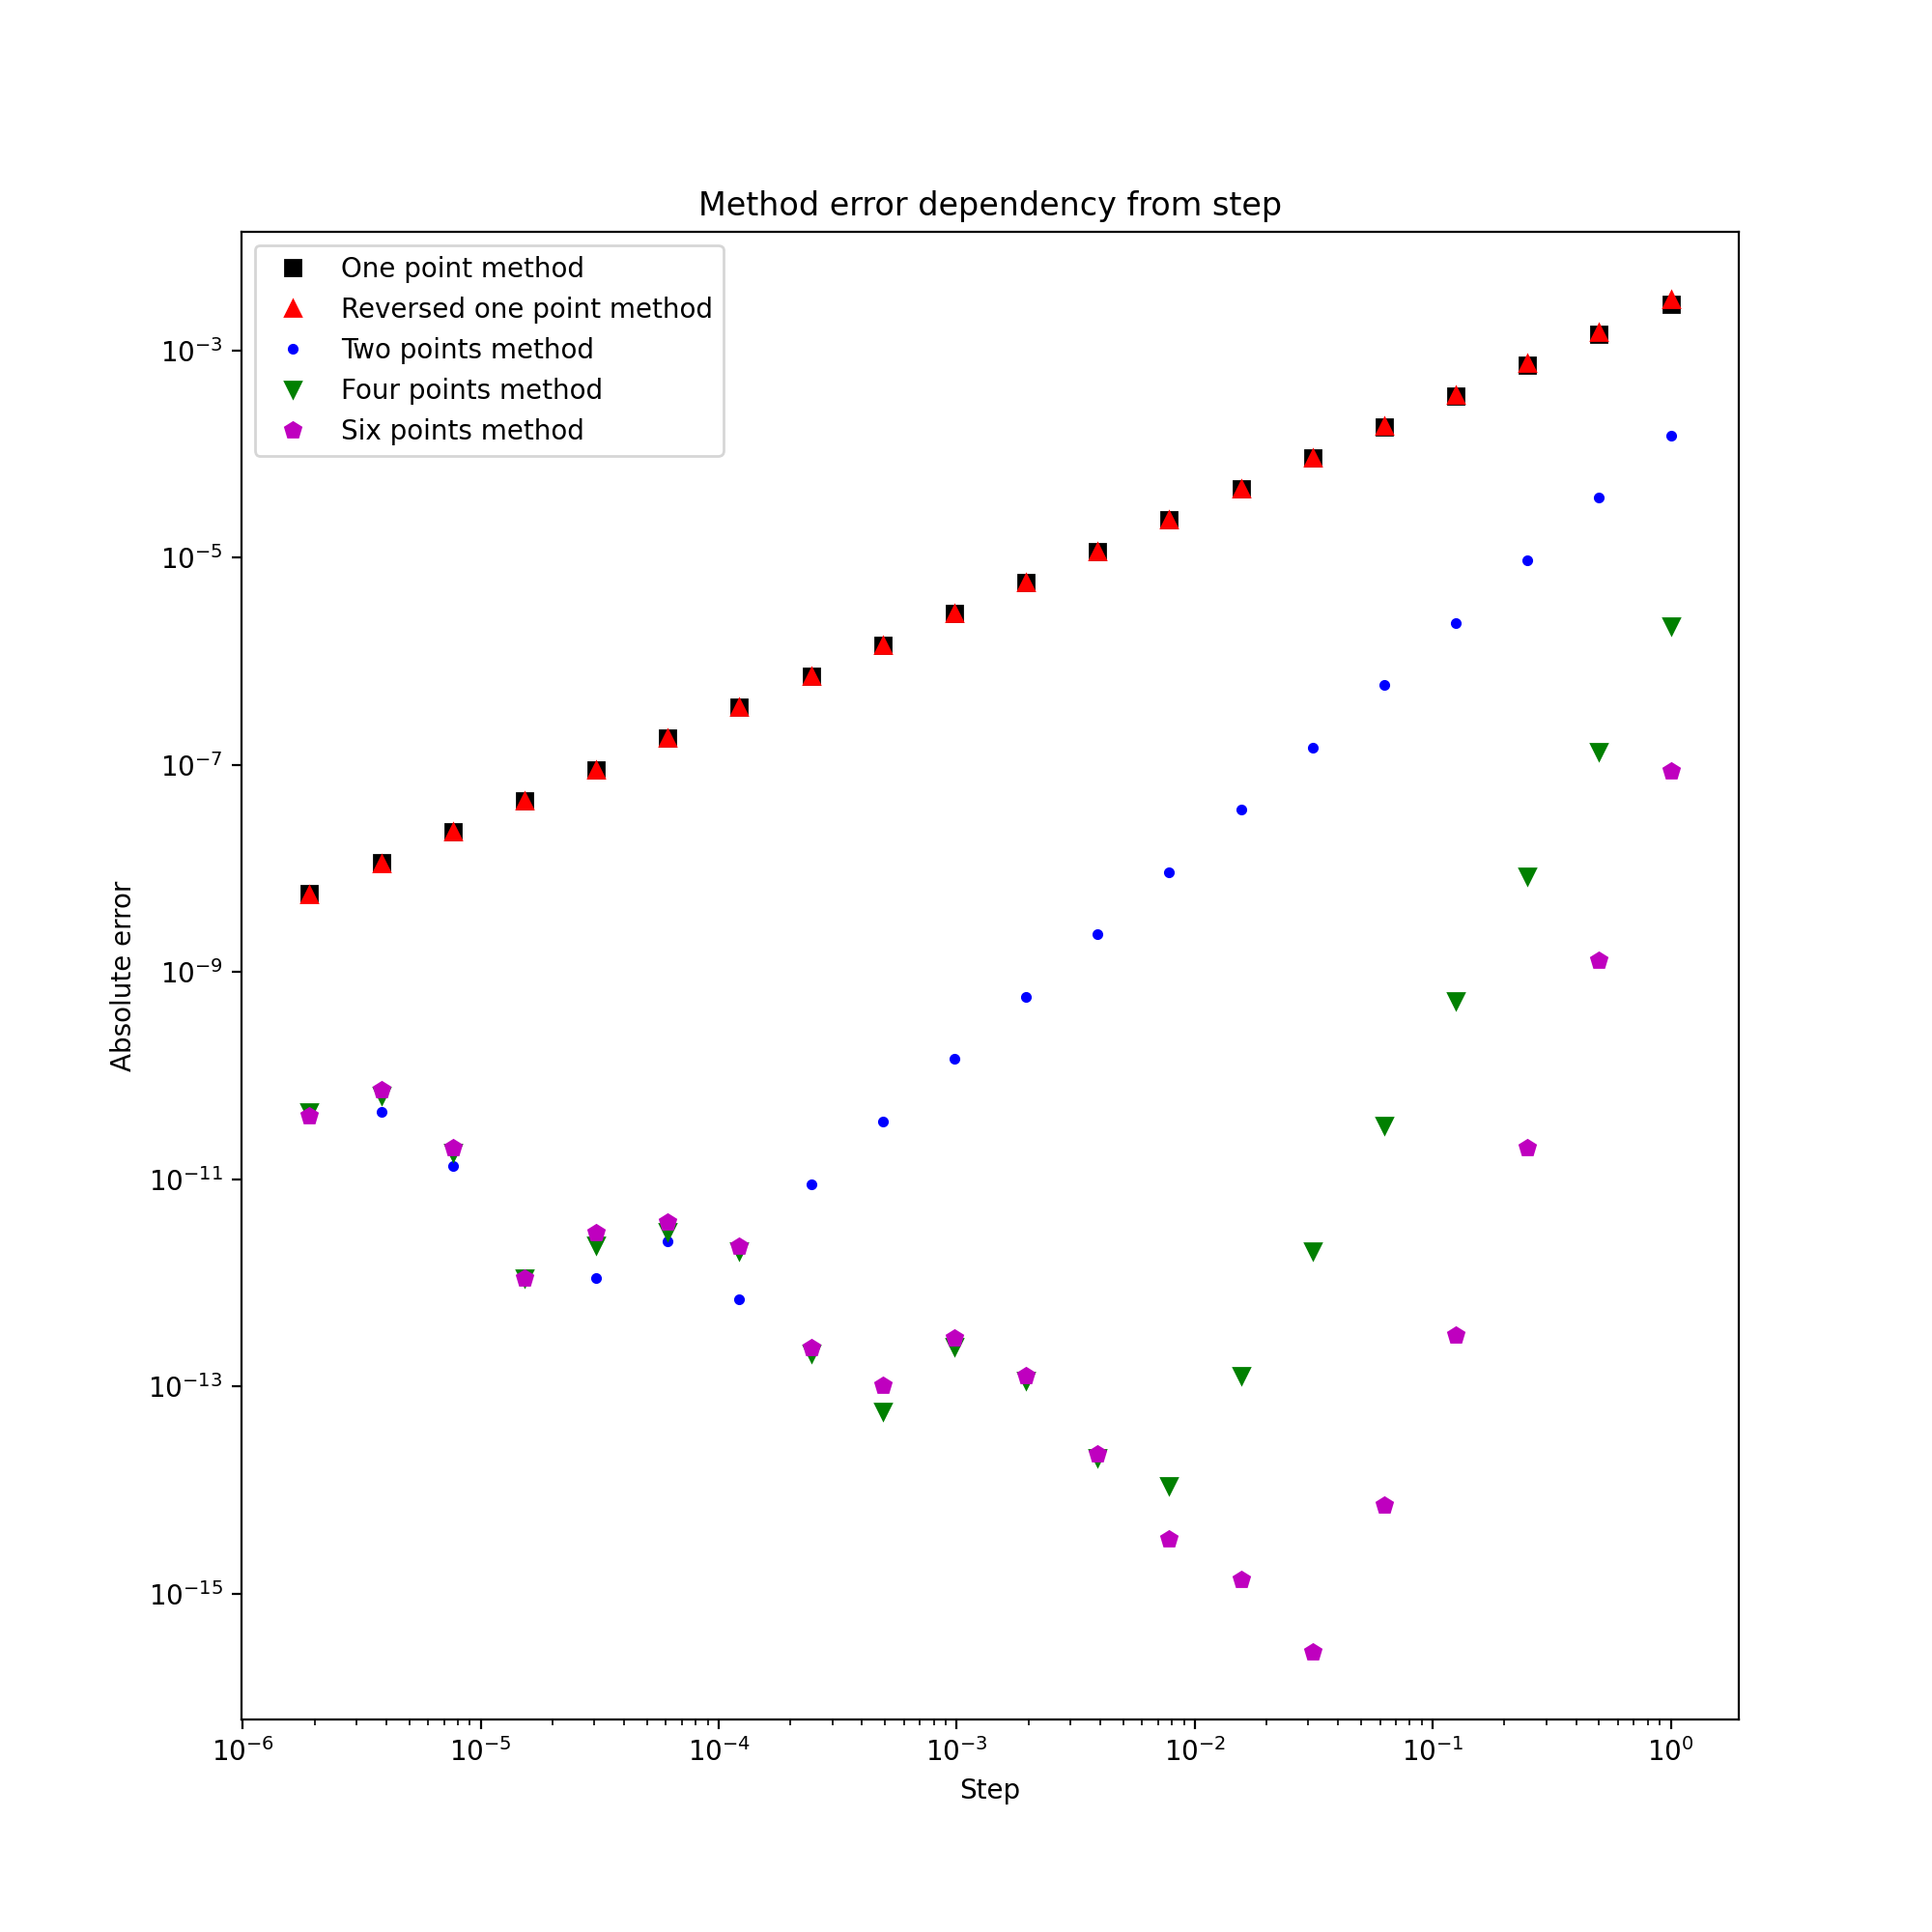 Method error dependency from step
One point method
Reversed one point method
Two points method
Four points method
Six points method
10⁻³
10⁻⁵
10⁻⁷
10⁻⁹
10⁻¹¹
10⁻¹³
10⁻¹⁵
Absolute error
10⁻⁶ 10⁻⁵ 10⁻⁴ 10⁻³ 10⁻² 10⁻¹ 10⁰
Step